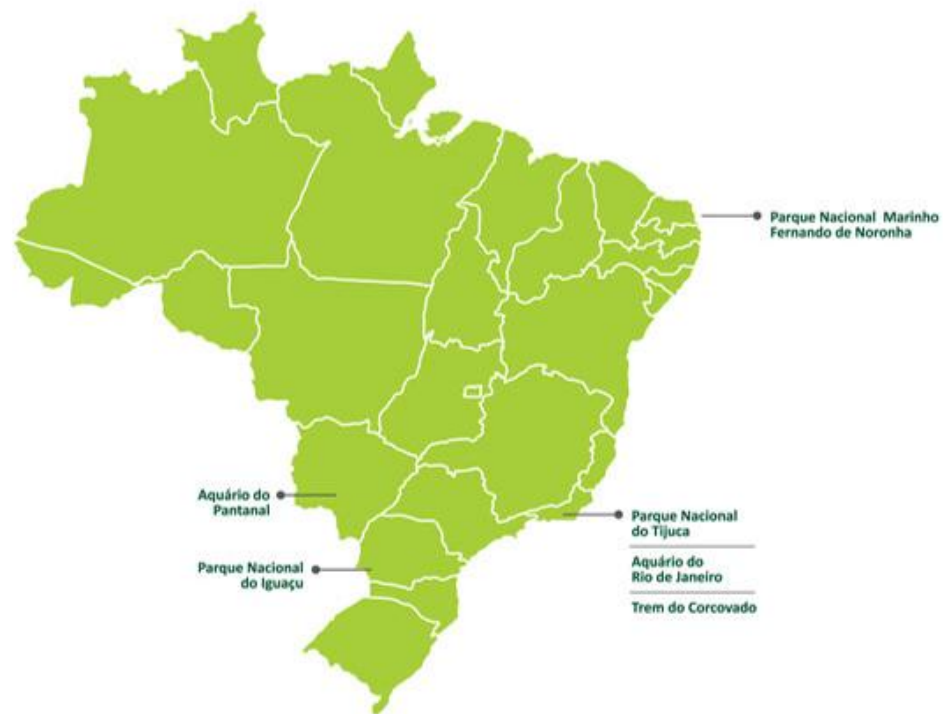 Parque Nacional Marinho
Fernando de Noronha
Aquário do
Pantanal
Parque Nacional
do Tijuca
Parque Nacional
do Iguaçu
Aquário do
Rio de Janeiro
Trem do Corcovado